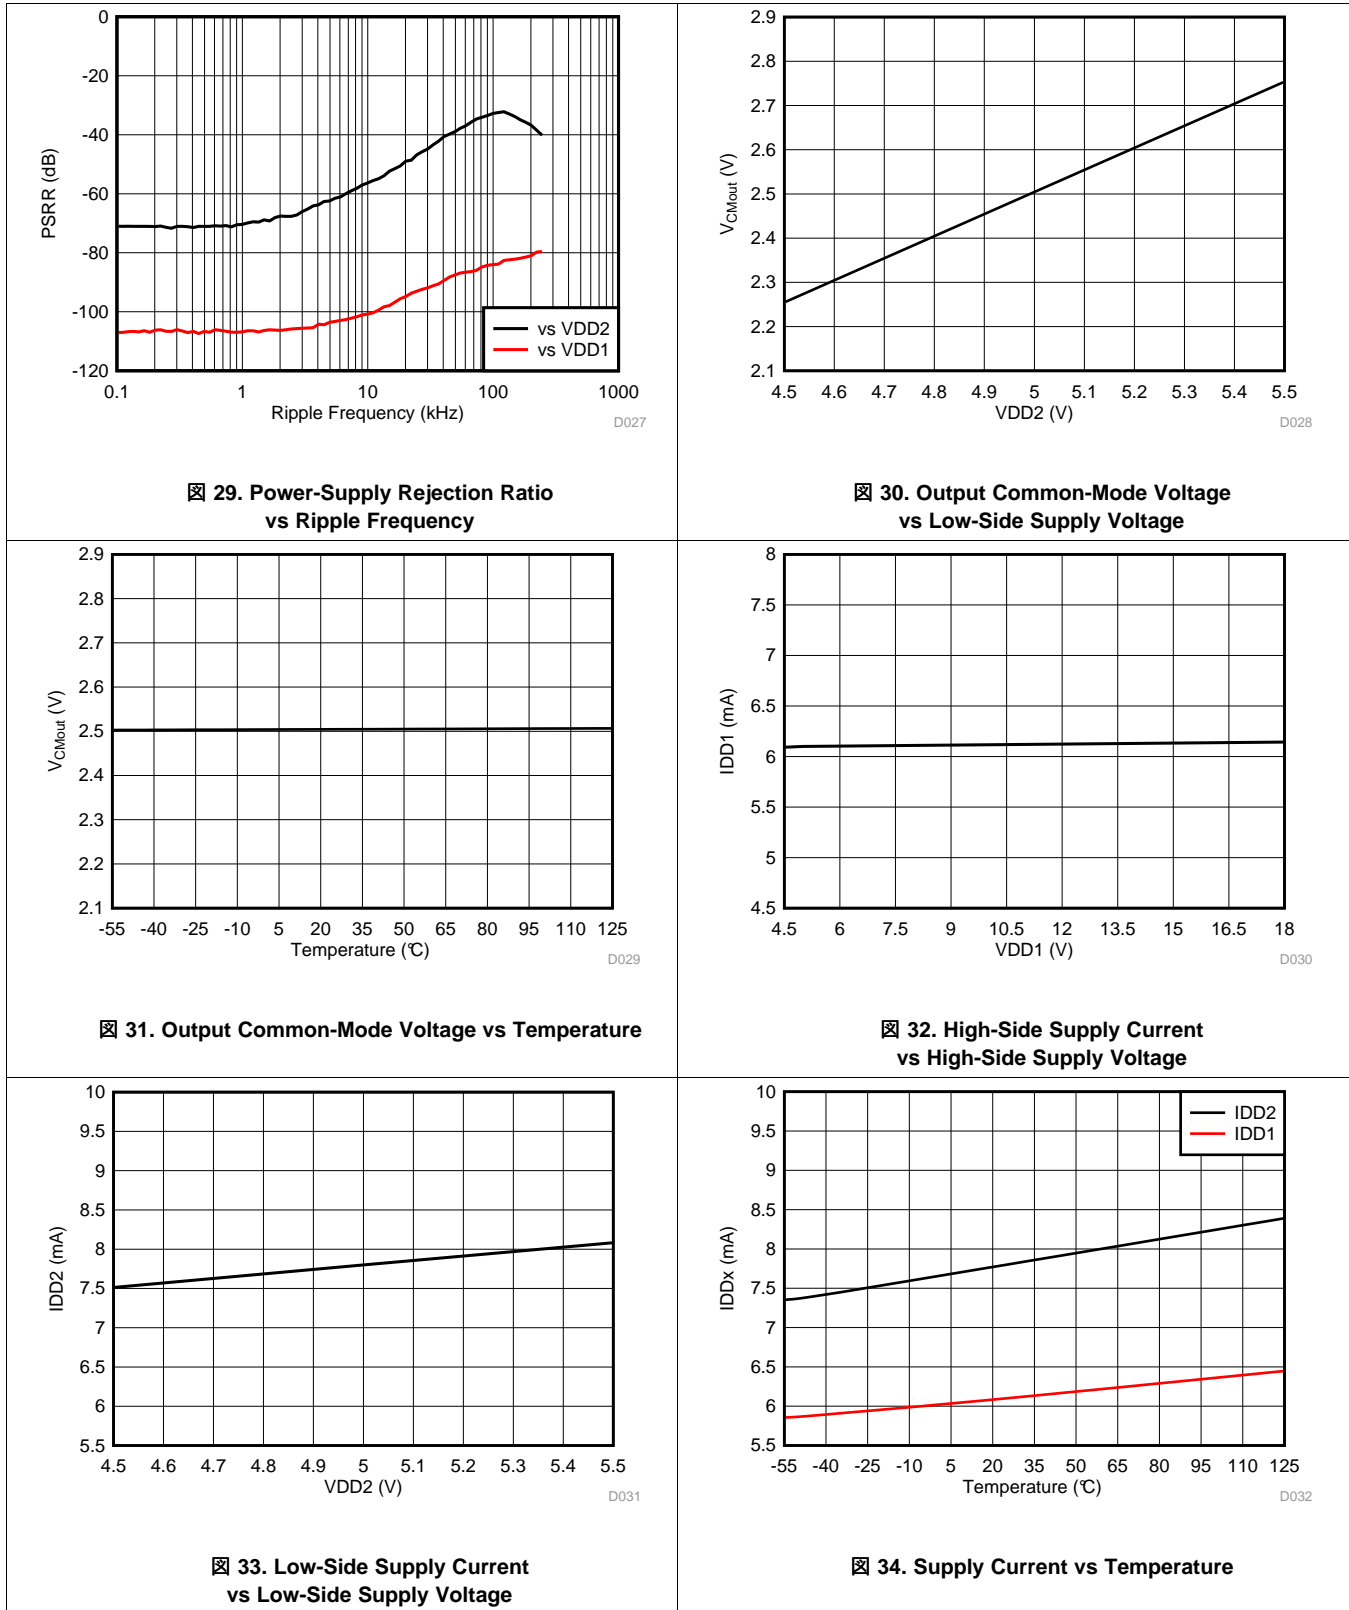 0
-20
-40
-60
-80
-100
-120
PSRR (dB)
vs VDD2
vs VDD1
0.1 1 10 100 1000
Ripple Frequency (kHz)
D027
図 29. Power-Supply Rejection Ratio
vs Ripple Frequency
2.9
2.8
2.7
2.6
2.5
2.4
2.3
2.2
2.1
VCMout (V)
4.5 4.6 4.7 4.8 4.9 5 5.1 5.2 5.3 5.4 5.5
VDD2 (V)
D028
図 30. Output Common-Mode Voltage
vs Low-Side Supply Voltage
2.9
2.8
2.7
2.6
2.5
2.4
2.3
2.2
2.1
VCMout (V)
-55 -40 -25 -10 5 20 35 50 65 80 95 110 125
Temperature (°C)
D029
図 31. Output Common-Mode Voltage vs Temperature
8
7.5
7
6.5
6
5.5
5
4.5
IDD1 (mA)
4.5 6 7.5 9 10.5 12 13.5 15 16.5 18
VDD1 (V)
D030
図 32. High-Side Supply Current
vs High-Side Supply Voltage
10
9.5
9
8.5
8
7.5
7
6.5
6
5.5
IDD2 (mA)
4.5 4.6 4.7 4.8 4.9 5 5.1 5.2 5.3 5.4 5.5
VDD2 (V)
D031
図 33. Low-Side Supply Current
vs Low-Side Supply Voltage
10
9.5
9
8.5
8
7.5
7
6.5
6
5.5
IDDx (mA)
IDD2
IDD1
-55 -40 -25 -10 5 20 35 50 65 80 95 110 125
Temperature (°C)
D032
図 34. Supply Current vs Temperature